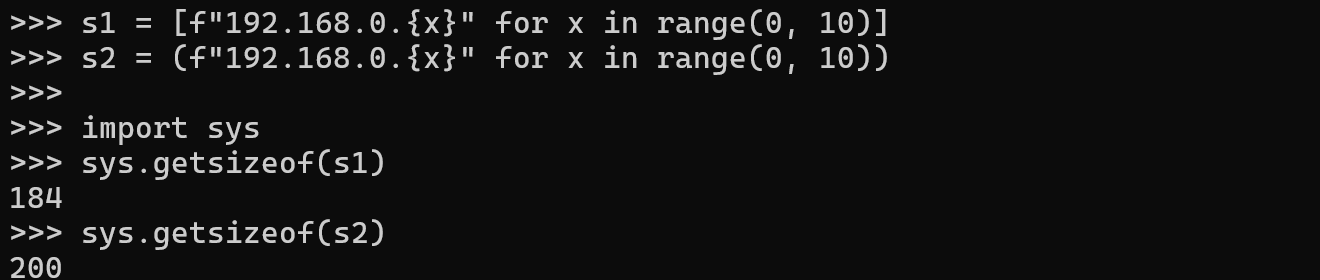 >>> s1 = [f"192.168.0.{x}" for x in range(0, 10)]
>>> s2 = (f"192.168.0.{x}" for x in range(0, 10))
>>>
>>> import sys
>>> sys.getsizeof(s1)
184
>>> sys.getsizeof(s2)
200